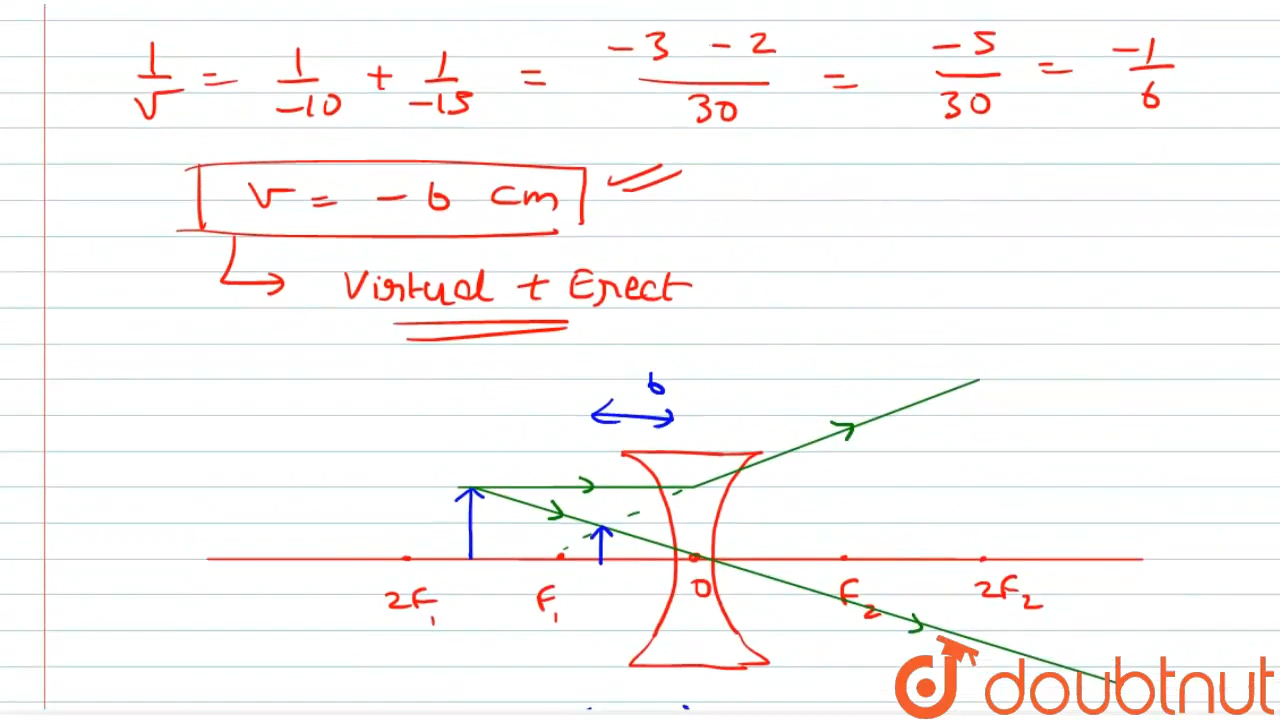 1/v = 1/-10 + 1/-15 = -3 -2/30 = -5/30 = -1/6
v = -6 cm
Virtual + Erect
6
2F₁ F₁ O F₂ 2F₂
doubtnut